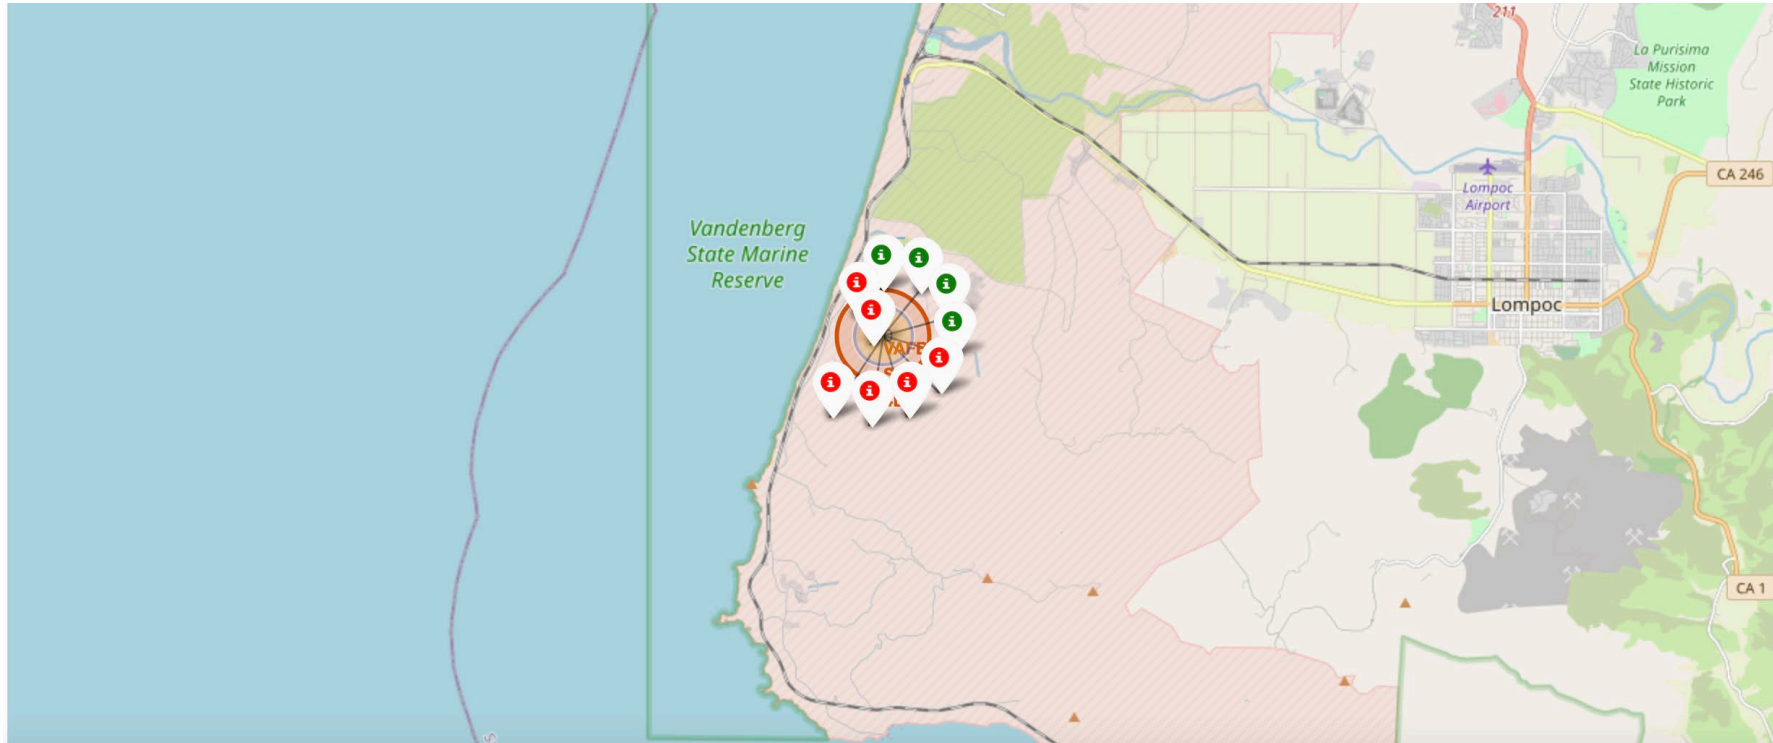 211
La Purisima
Mission
State Historic
Park
CA 246
Lompoc
Airport
Vandenberg
State Marine
Reserve
Lompoc
VAFB
CA 1